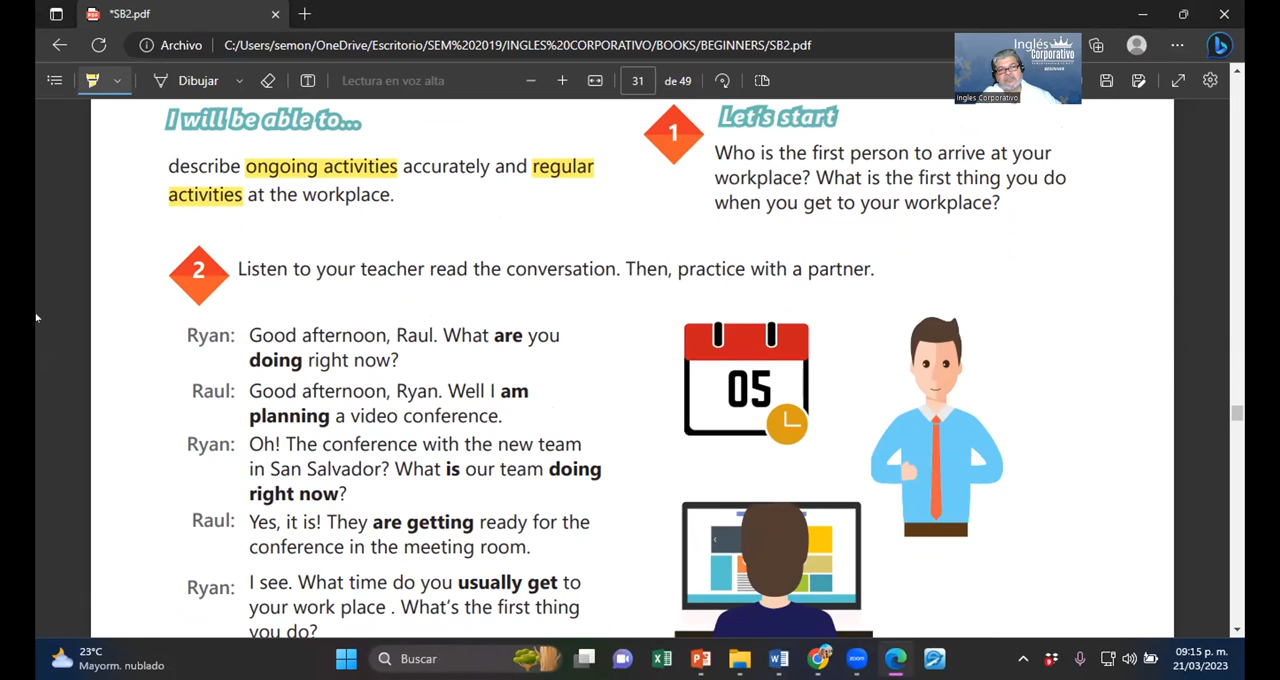 *SB2.pdf
Archivo
C:/Users/semon/OneDrive/Escritorio/SEM%202019/INGLES%20CORPORATIVO/BOOKS/BEGINNERS/SB2.pdf
Dibujar
Lectura en voz alta
31
de 49
Inglés
Corporativo
BEGINNER
Ingles Corporativo
I will be able to...
describe ongoing activities accurately and regular
activities at the workplace.
1
Let's start
Who is the first person to arrive at your
workplace? What is the first thing you do
when you get to your workplace?
2
Listen to your teacher read the conversation. Then, practice with a partner.
Ryan: Good afternoon, Raul. What are you
doing right now?
Raul: Good afternoon, Ryan. Well I am
planning a video conference.
Ryan: Oh! The conference with the new team
in San Salvador? What is our team doing
right now?
Raul: Yes, it is! They are getting ready for the
conference in the meeting room.
Ryan: I see. What time do you usually get to
your work place . What's the first thing
you do?
05
23°C
Mayorm. nublado
Buscar
zoom
09:15 p. m.
21/03/2023